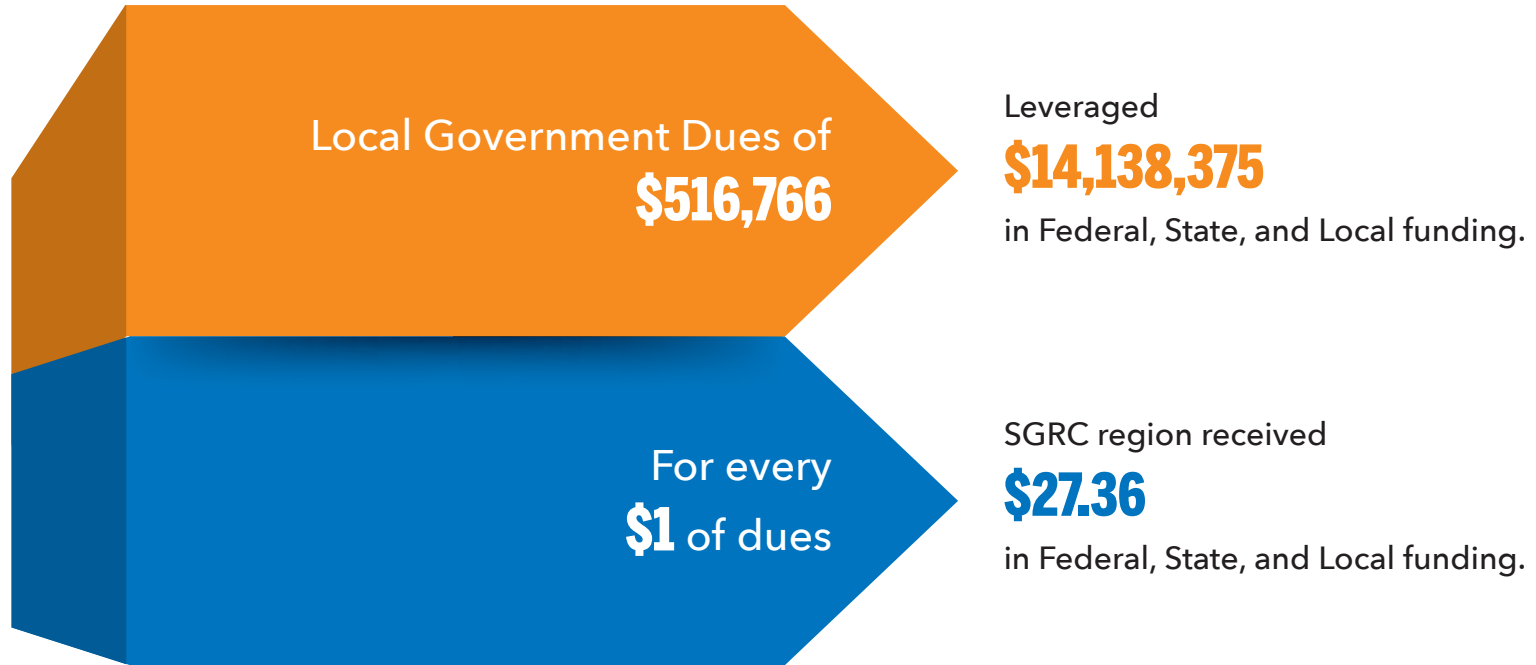 Local Government Dues of
$516,766
Leveraged
$14,138,375
in Federal, State, and Local funding.
For every
$1 of dues
SGRC region received
$27.36
in Federal, State, and Local funding.